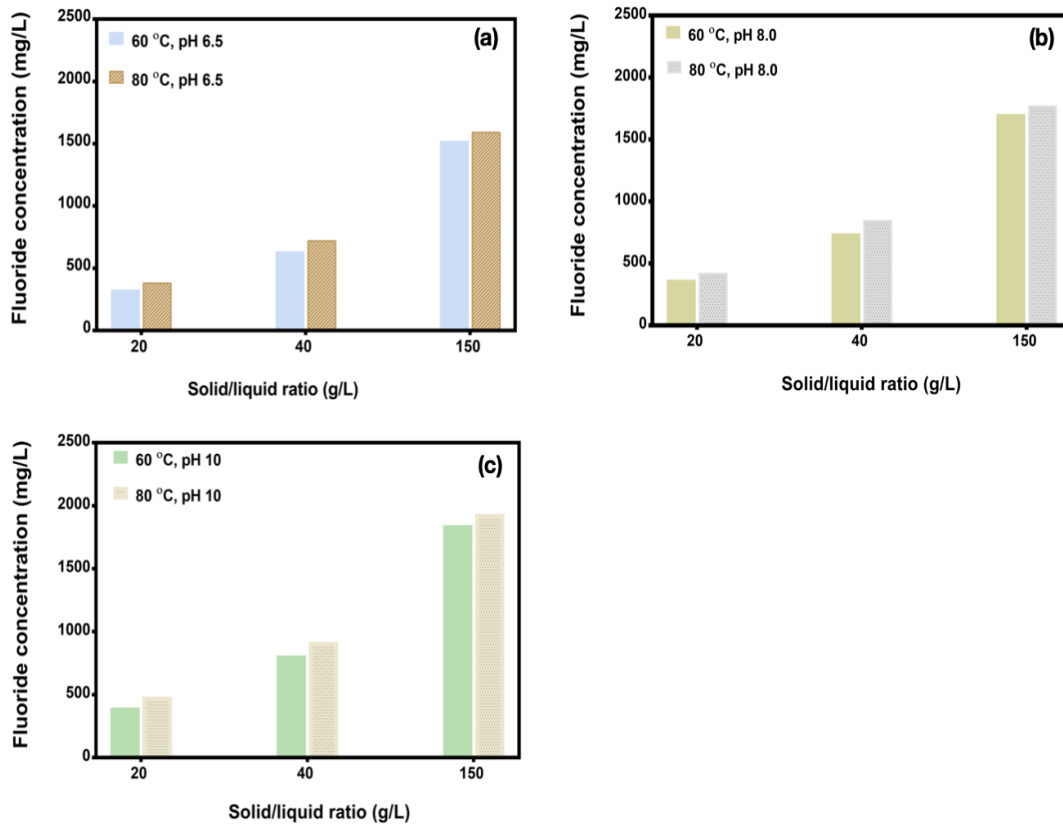 (a)
60 °C, pH 6.5
80 °C, pH 6.5
Fluoride concentration (mg/L)
2500
2000
1500
1000
500
0
20 40 150
Solid/liquid ratio (g/L)
(b)
60 °C, pH 8.0
80 °C, pH 8.0
Fluoride concentration (mg/L)
2500
2000
1500
1000
500
0
20 40 150
Solid/liquid ratio (g/L)
(c)
60 °C, pH 10
80 °C, pH 10
Fluoride concentration (mg/L)
2500
2000
1500
1000
500
0
20 40 150
Solid/liquid ratio (g/L)